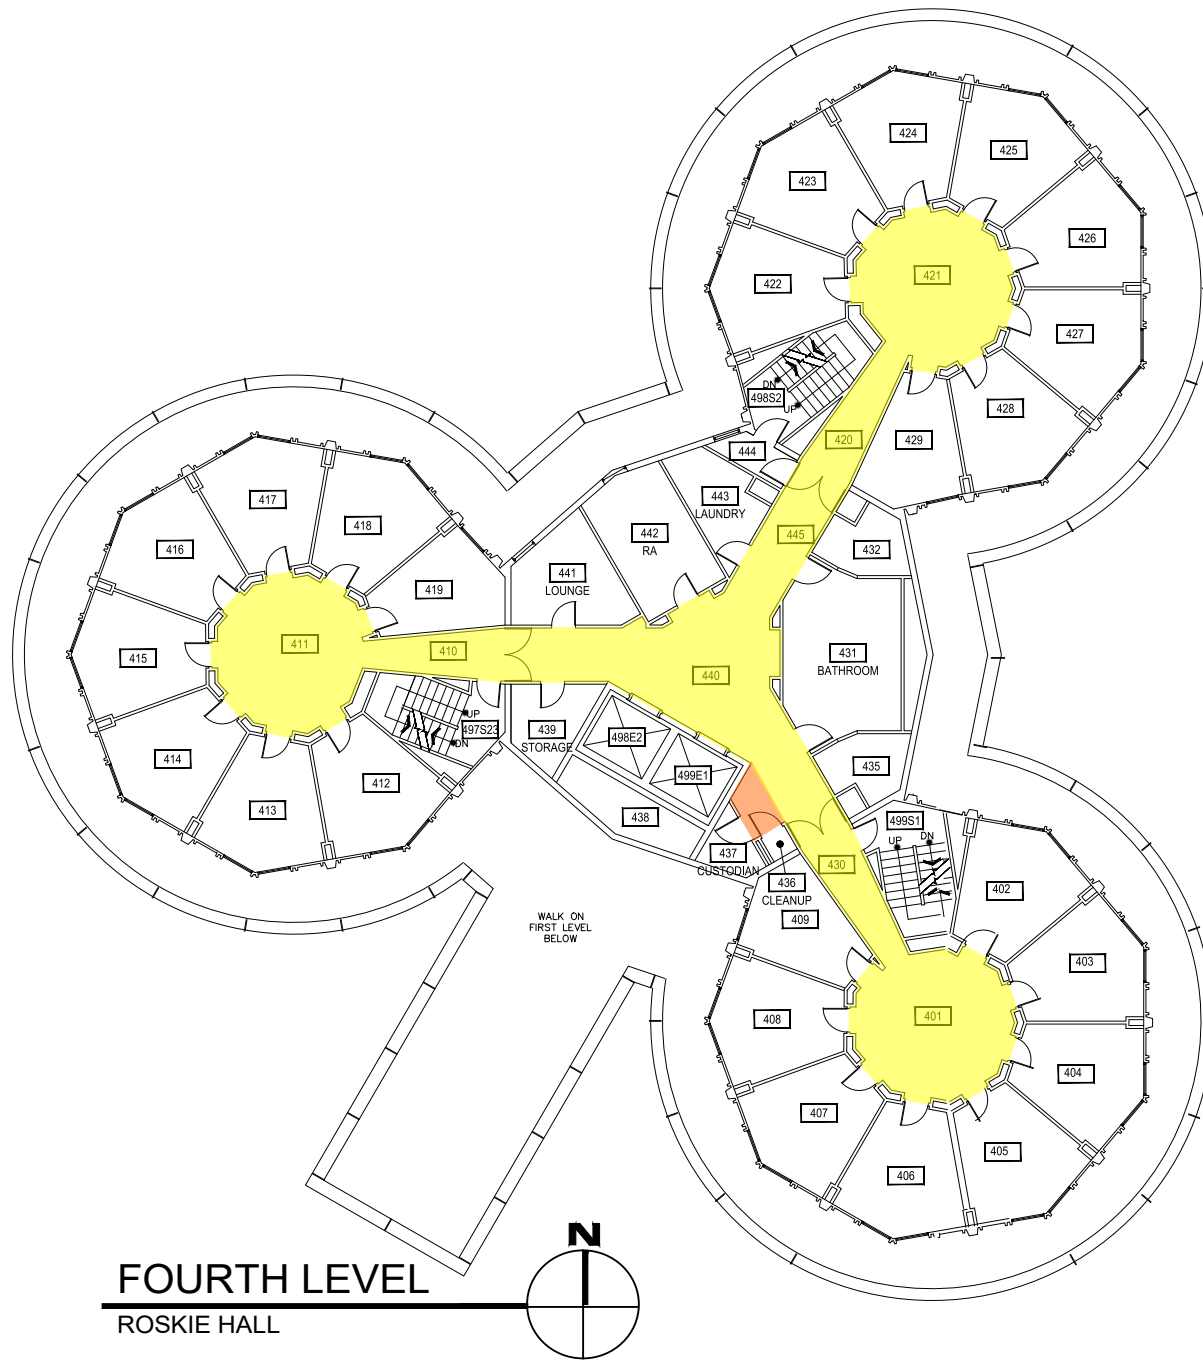 424
425
423
426
422
421
427
DN
498S2
UP
428
420
429
444
443
LAUNDRY
442
RA
445
432
417
418
416
441
LOUNGE
419
411
410
415
431
BATHROOM
440
UP
497S23
DN
439
STORAGE
498E2
414
412
499E1
435
413
438
499S1
UP
DN
437
CUSTODIAN
430
436
CLEANUP
402
409
WALK ON
FIRST LEVEL
BELOW
403
408
401
404
407
405
406
N
FOURTH LEVEL
ROSKIE HALL